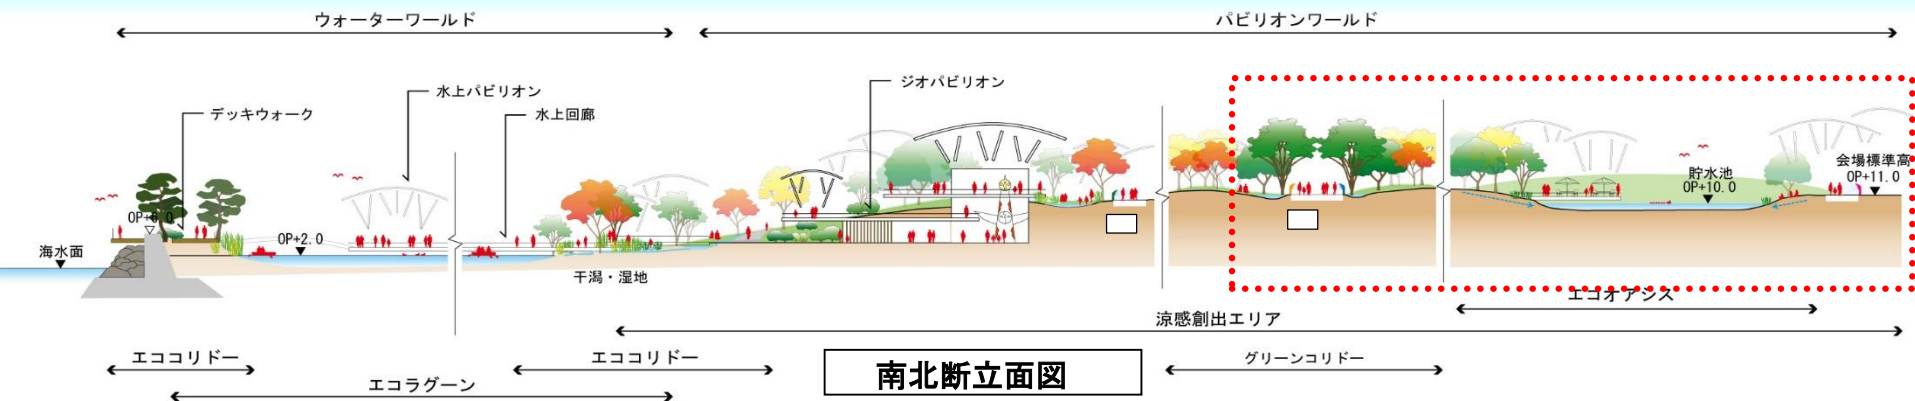 ウォーターワールド
パビリオンワールド
ジオパビリオン
水上パビリオン
デッキウォーク
水上回廊
会場標準高
OP+11.0
貯水池
OP+10.0
OP+2.0
海水面
干潟・湿地
エコオアシス
涼感創出エリア
エココリドー
エココリドー
グリーンコリドー
南北断立面図
エコラグーン